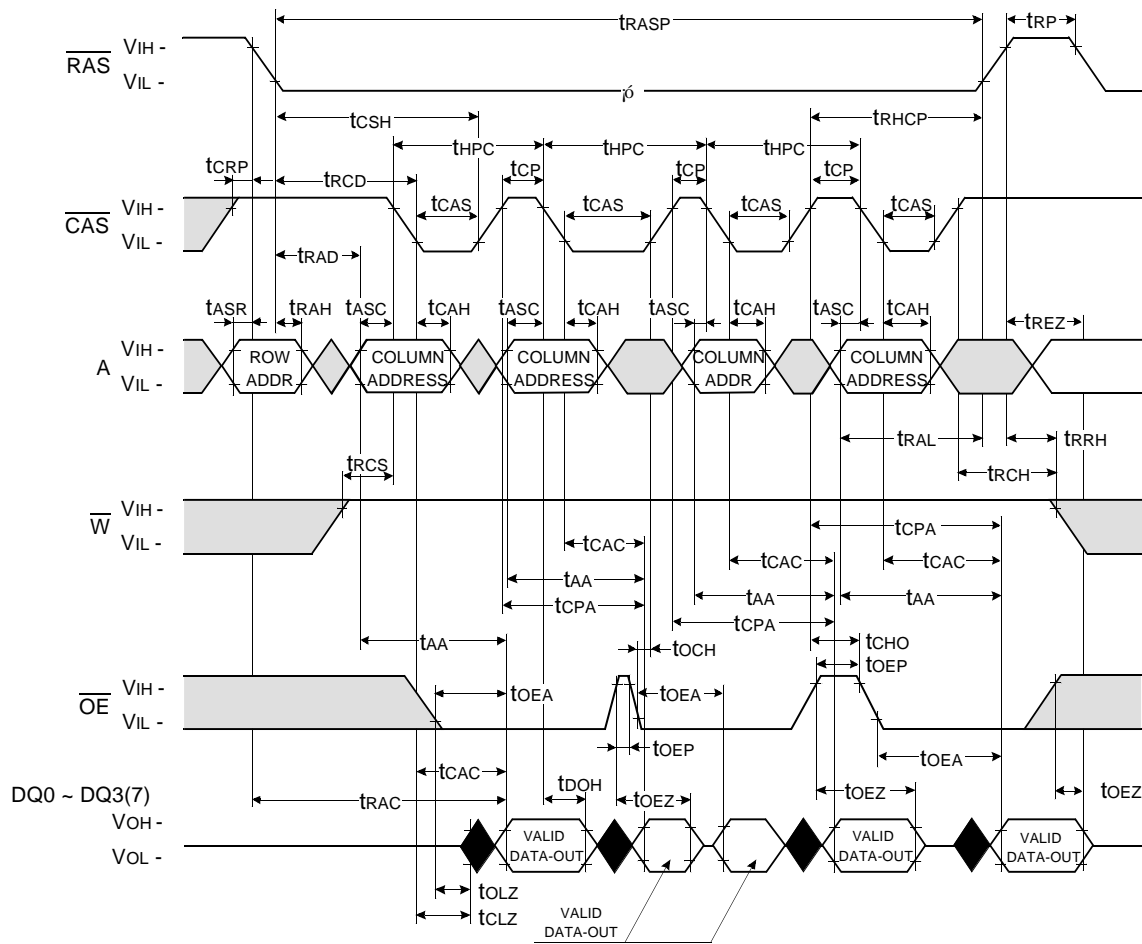 tRASP
tRP
RAS
VIH -
VIL -
¡ó
tCSH
tRHCP
tHPC
tHPC
tHPC
tCRP
tRCD
tCP
tCP
tCP
CAS
VIH -
VIL -
tCAS
tCAS
tCAS
tCAS
tRAD
tASR
tRAH
tASC
tCAH
tASC
tCAH
tASC
tCAH
tASC
tCAH
tREZ
A
VIH -
VIL -
ROW
ADDR
COLUMN
ADDRESS
COLUMN
ADDRESS
COLUMN
ADDR
COLUMN
ADDRESS
tRAL
tRRH
tRCS
tRCH
W
VIH -
VIL -
tCPA
tCAC
tCAC
tCAC
tAA
tAA
tAA
tCPA
tCPA
tAA
tOCH
tCHO
tOEP
OE
VIH -
VIL -
tOEA
tOEA
tOEP
tOEA
tCAC
tDOH
tOEZ
tOEZ
tOEZ
tRAC
DQ0 ~ DQ3(7)
VOH -
VOL -
VALID
DATA-OUT
VALID
DATA-OUT
VALID
DATA-OUT
tOLZ
tCLZ
VALID
DATA-OUT